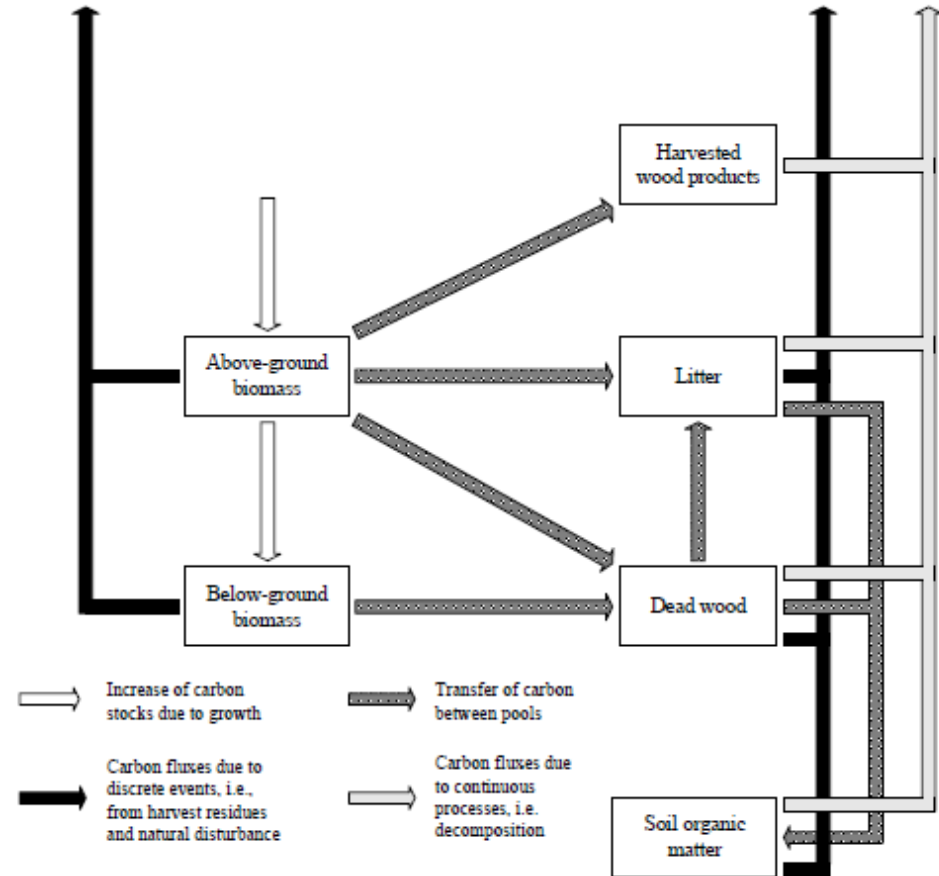 Harvested
wood products
Above-ground
biomass
Litter
Below-ground
biomass
Dead wood
Increase of carbon
stocks due to growth
Transfer of carbon
between pools
Carbon fluxes due to
discrete events, i.e.,
from harvest residues
and natural disturbance
Carbon fluxes due
to continuous
processes, i.e.
decomposition
Soil organic
matter